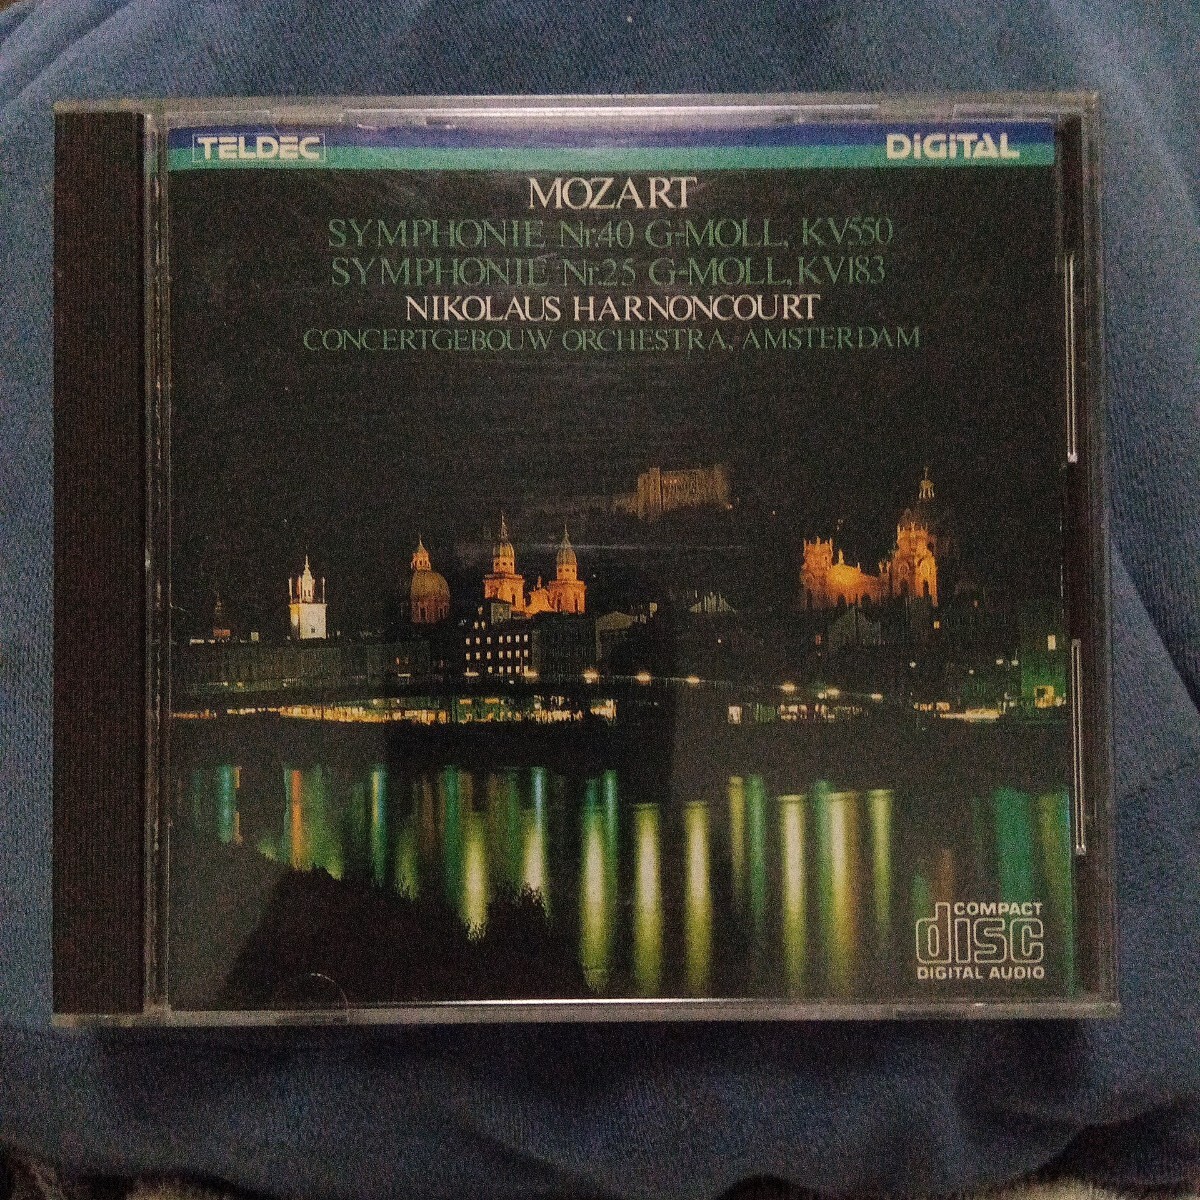 TELDEC
DIGITAL
MOZART
SYMPHONIE Nr.40 G-MOLL, KV550
SYMPHONIE Nr.25 G-MOLL, KV183
NIKOLAUS HARNONCOURT
CONCERTGEBOUW ORCHESTRA, AMSTERDAM
COMPACT
disc
DIGITAL AUDIO